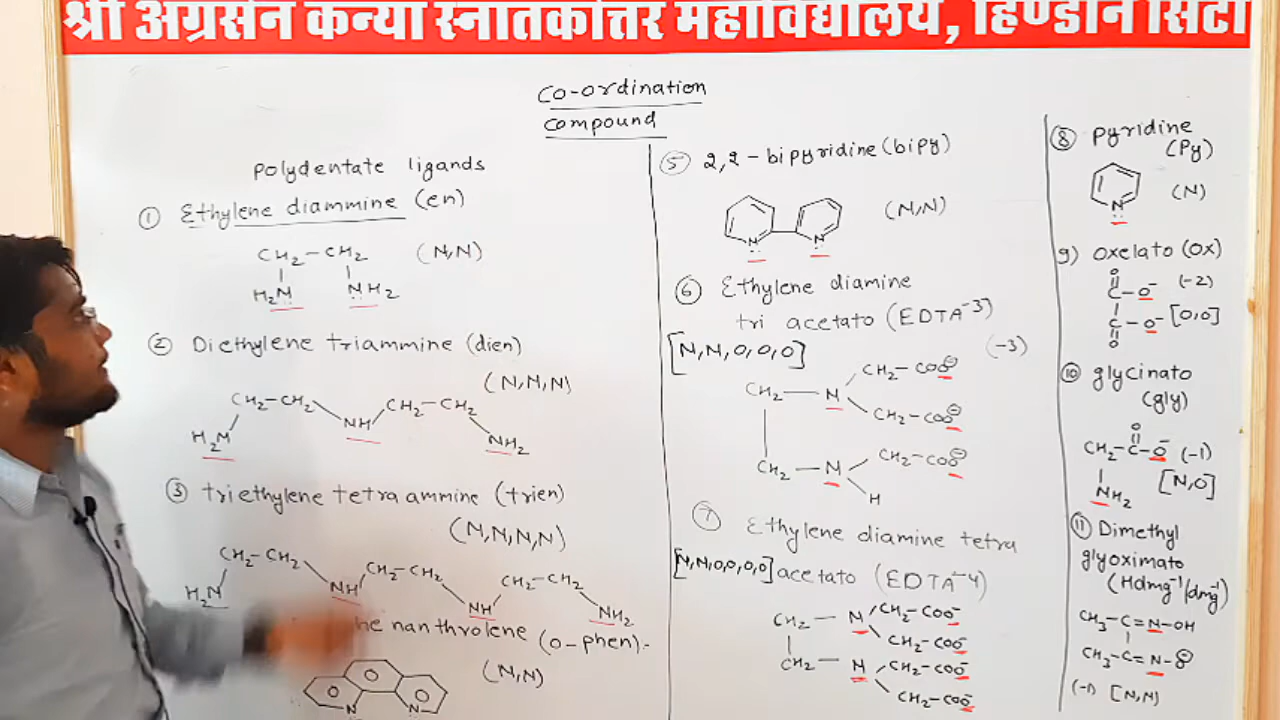 श्री अग्रसेन कन्या स्नातकोत्तर महाविद्यालय, हिण्डौन सिटी
Co-ordination
Compound
Polydentate ligands
① Ethylene diammine (en)
CH₂-CH₂ (N,N)
H₂N: :NH₂
② Diethylene triammine (dien)
(N,N,N)
CH₂-CH₂ NH CH₂-CH₂
H₂N NH₂
③ triethylene tetra ammine (trien)
(N,N,N,N)
CH₂-CH₂ NH CH₂-CH₂ NH CH₂-CH₂
H₂N NH₂
he nanthrolene (o-phen):-
(N,N)
N N
⑤ 2,2-bipyridine (bipy)
(N,N)
N N
⑥ Ethylene diamine
tri acetato (EDTA⁻³)
[N,N,O,O,O] (-3)
CH₂-COO⊖
CH₂—N
CH₂-COO⊖
CH₂-COO⊖
CH₂—N
H
⑦ Ethylene diamine tetra
[N,N,O,O,O,O] acetato (EDTA⁻⁴)
CH₂—N CH₂-COO⁻
CH₂-COO⁻
CH₂—N CH₂-COO⁻
CH₂-COO⁻
⑧ Pyridine
(Py)
(N)
N
9) oxelato (ox)
O
C-O⁻ (-2)
C-O⁻ [O,O]
O
⑩ glycinato
(gly)
O
CH₂-C-O⁻ (-1)
NH₂ [N,O]
⑪ Dimethyl
glyoximato
(Hdmg⁻¹/dmg⁻¹)
CH₃-C=N-OH
CH₃-C=N-O⊖
(-1) [N,N]